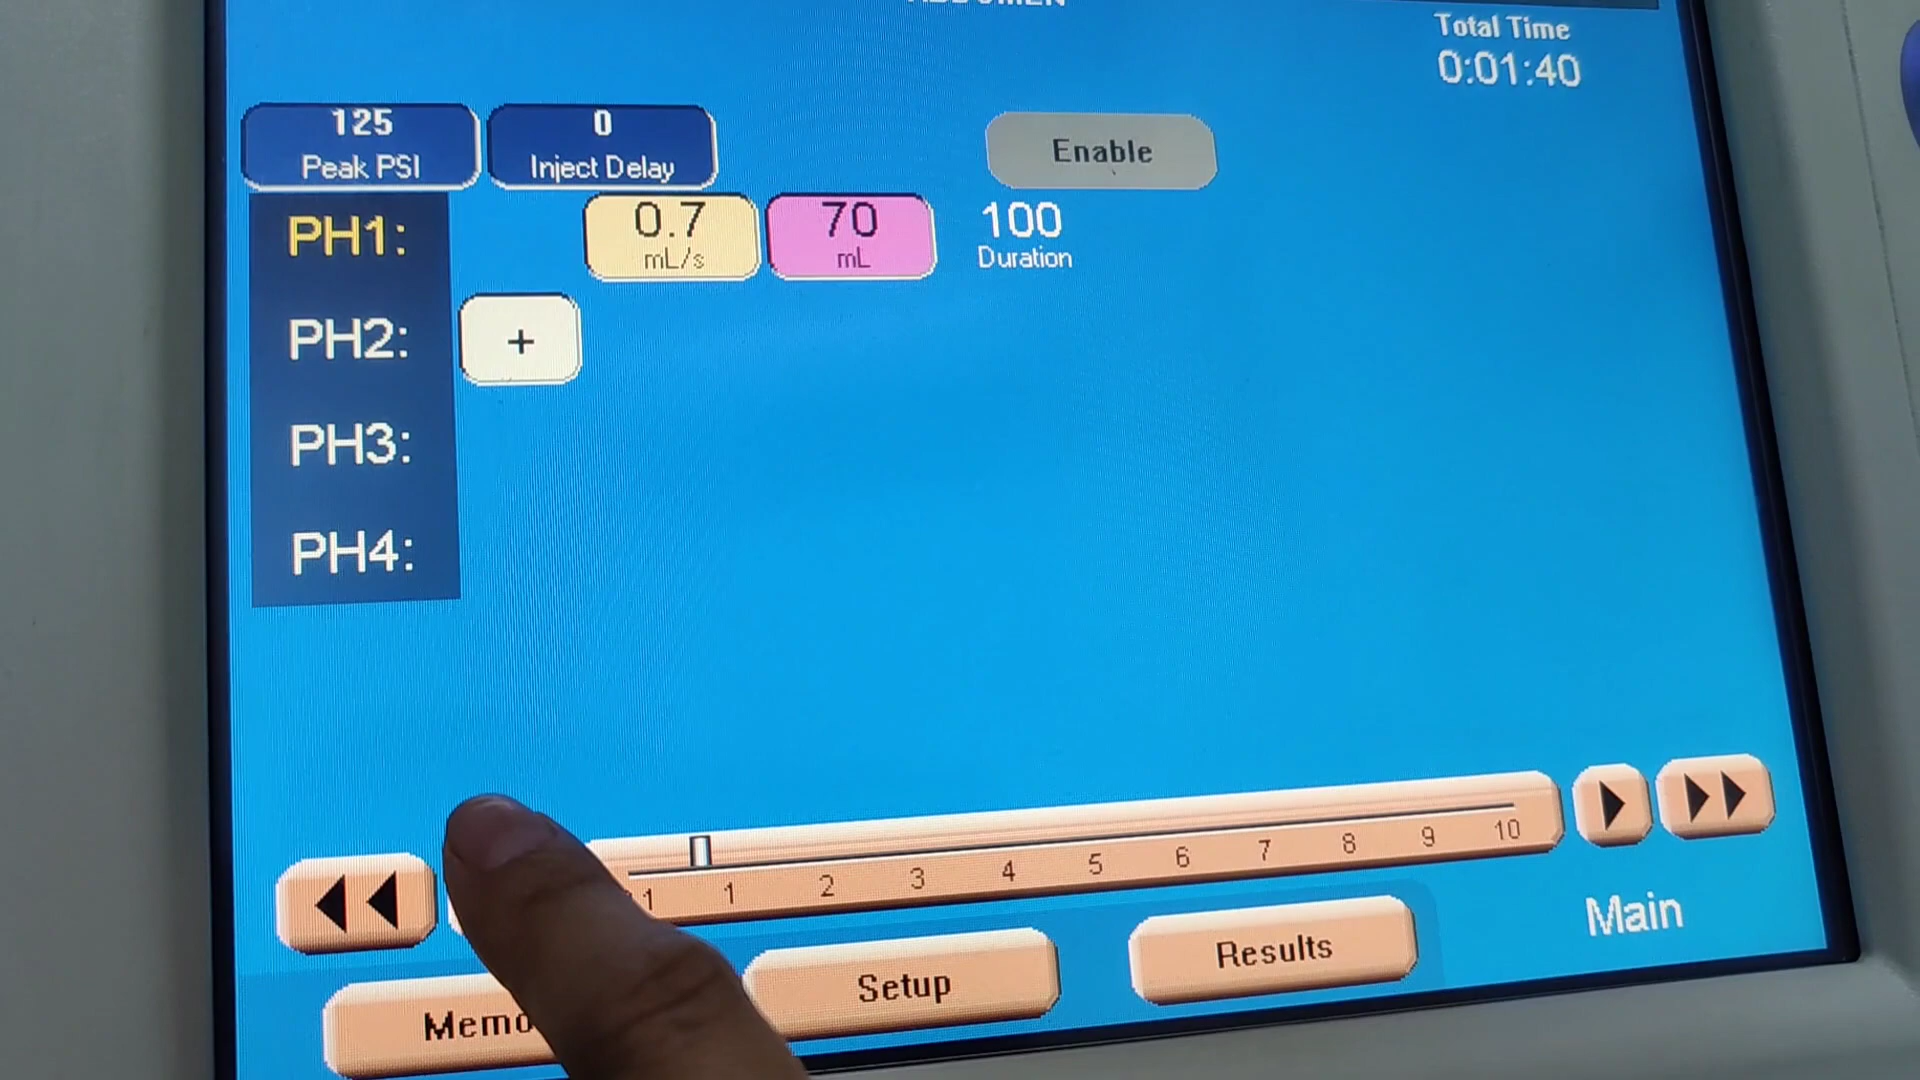 ABDOMEN
Total Time
0:01:40
125
Peak PSI
0
Inject Delay
Enable
PH1:
0.7
mL/s
70
mL
100
Duration
PH2:
+
PH3:
PH4:
1 1 2 3 4 5 6 7 8 9 10
Setup
Results
Main